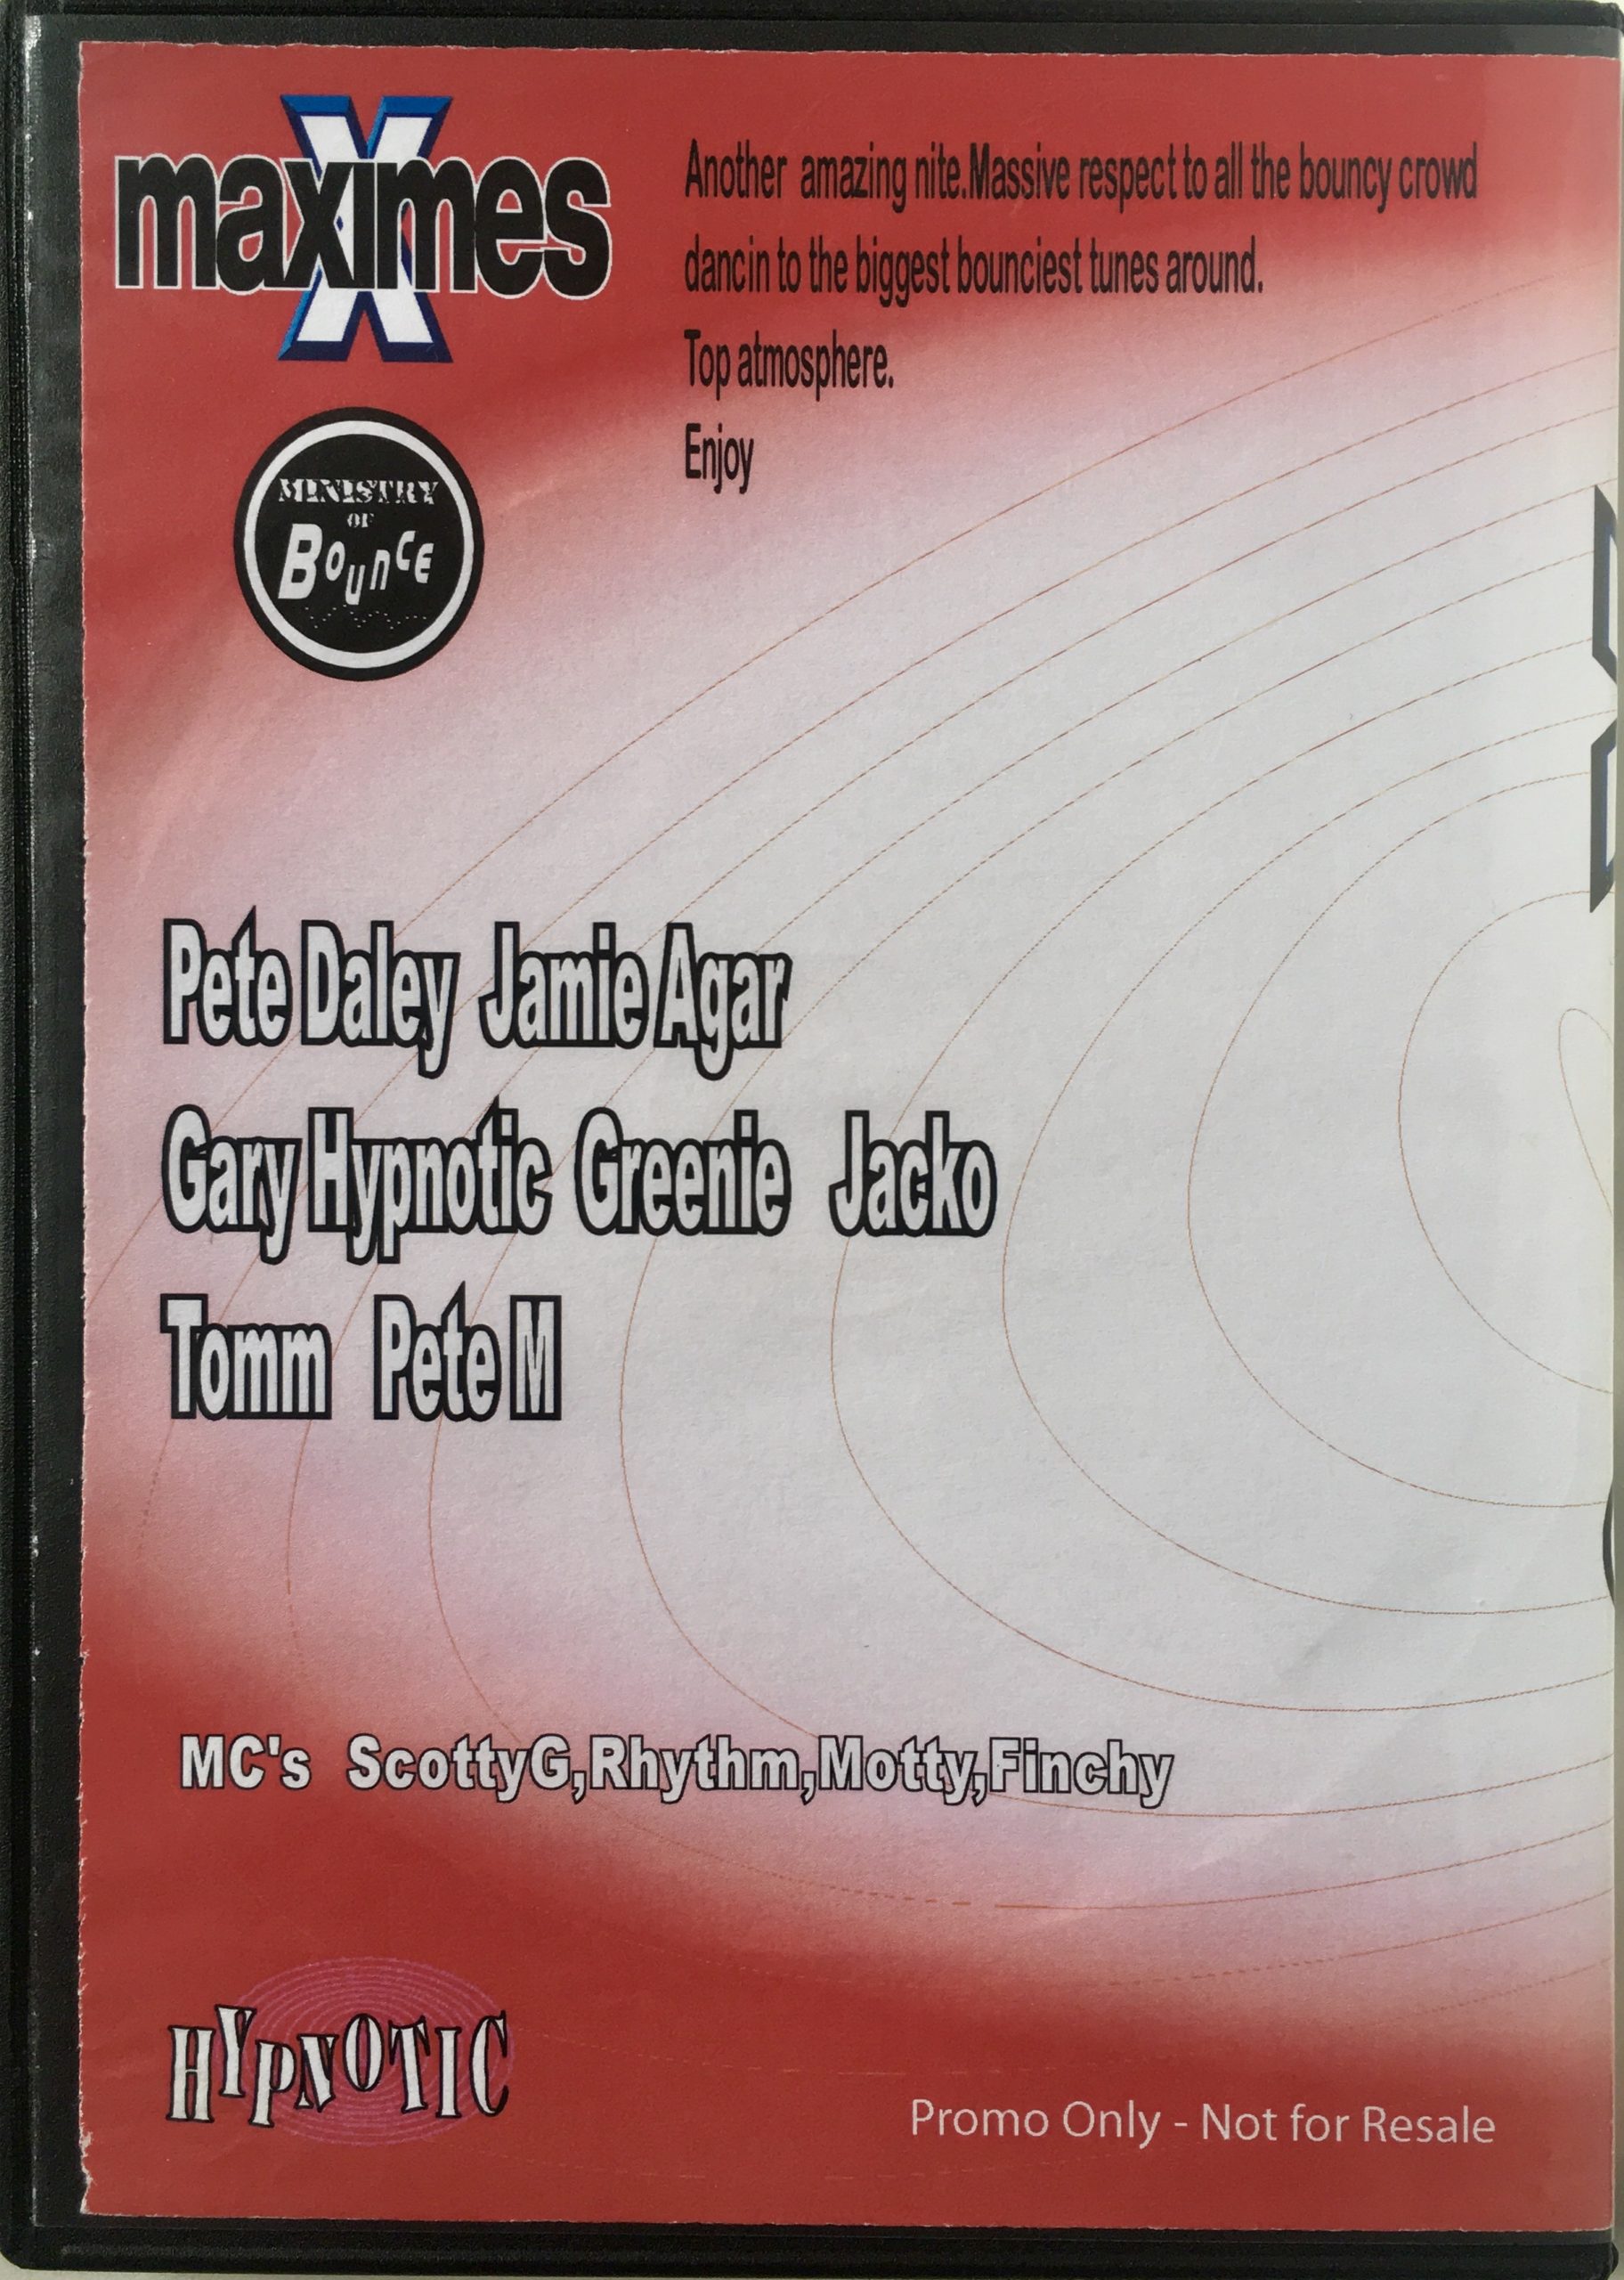 maximes
X
Another amazing nite.Massive respect to all the bouncy crowd
dancin to the biggest bounciest tunes around.
Top atmosphere.
Enjoy
MINISTRY
OF
BounCE
Pete Daley Jamie Agar
Gary Hypnotic Greenie Jacko
Tomm Pete M
MC's ScottyG,Rhythm,Motty,Finchy
HYpNOTIC
Promo Only - Not for Resale